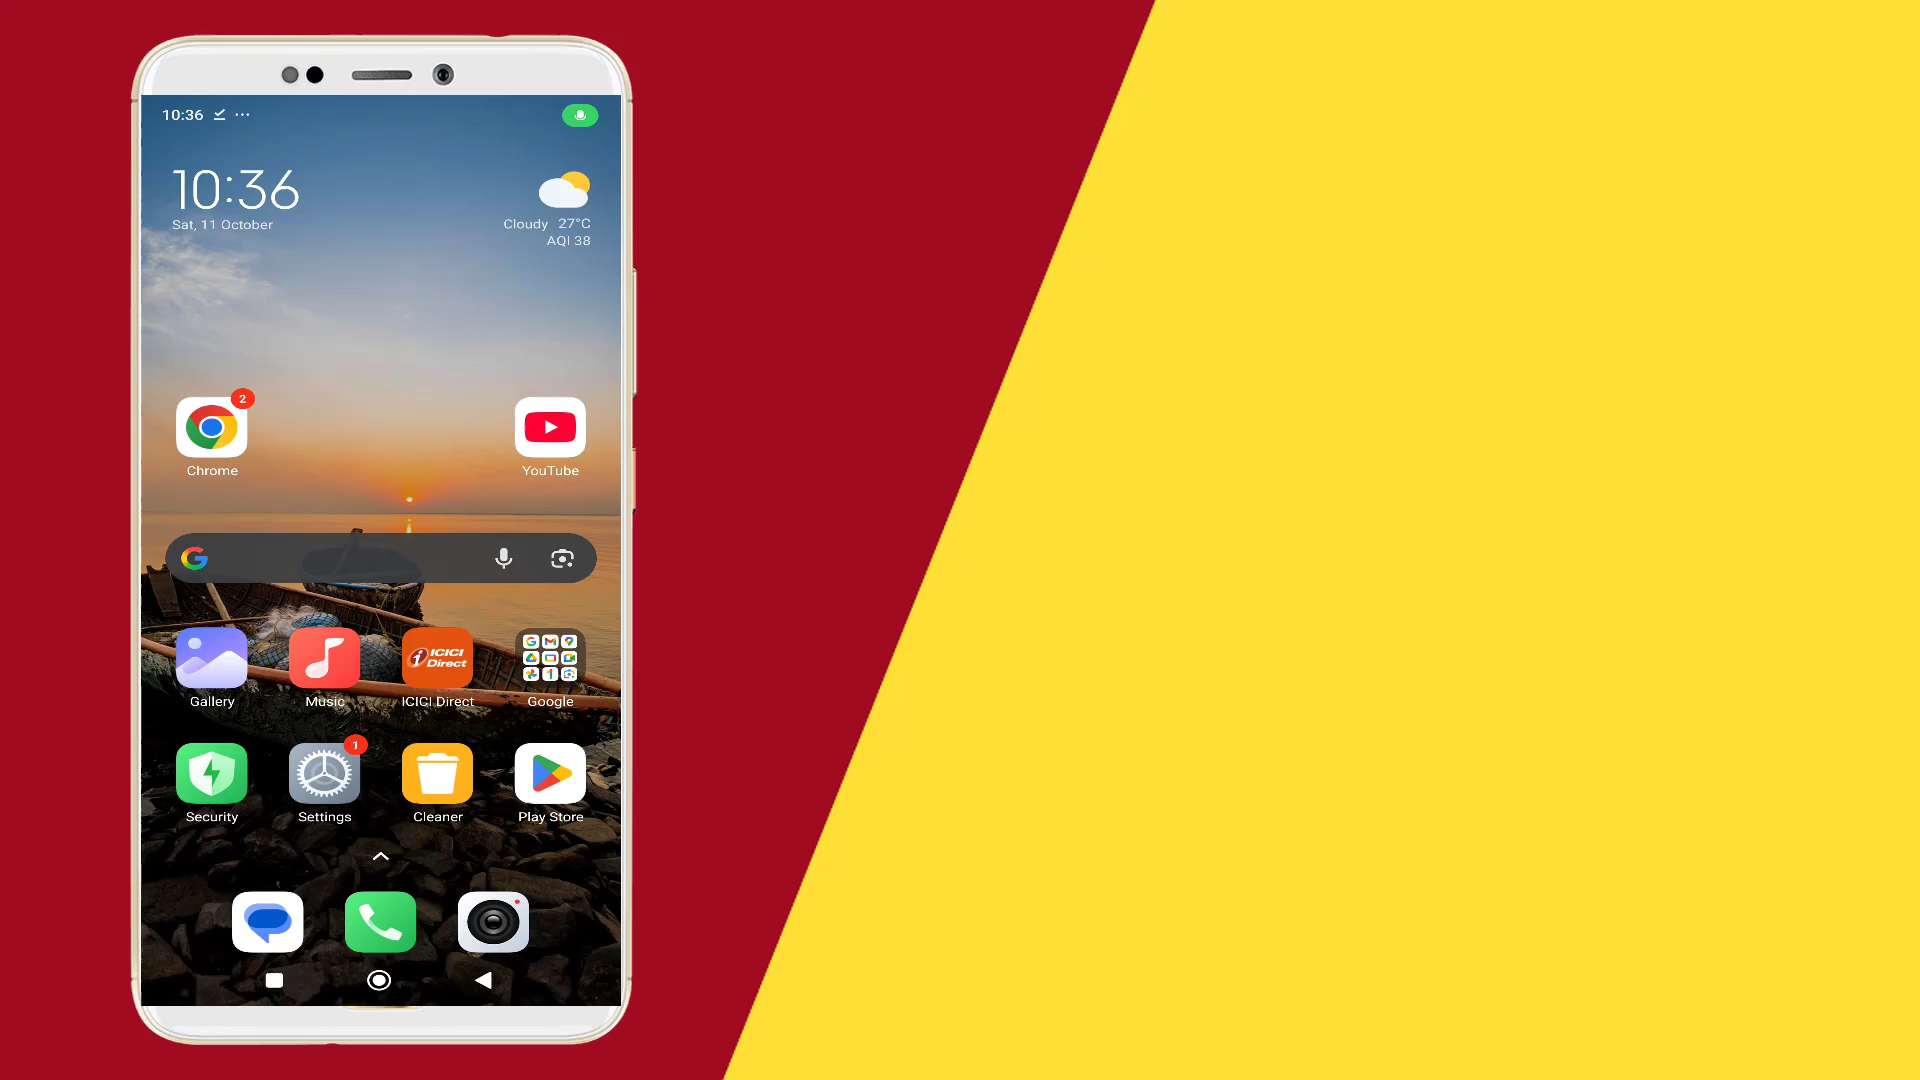 10:36
10:36
Sat, 11 October
Cloudy 27°C
AQI 38
2
Chrome
YouTube
ICICI Direct
Gallery
Music
ICICI Direct
Google
1
Security
Settings
Cleaner
Play Store